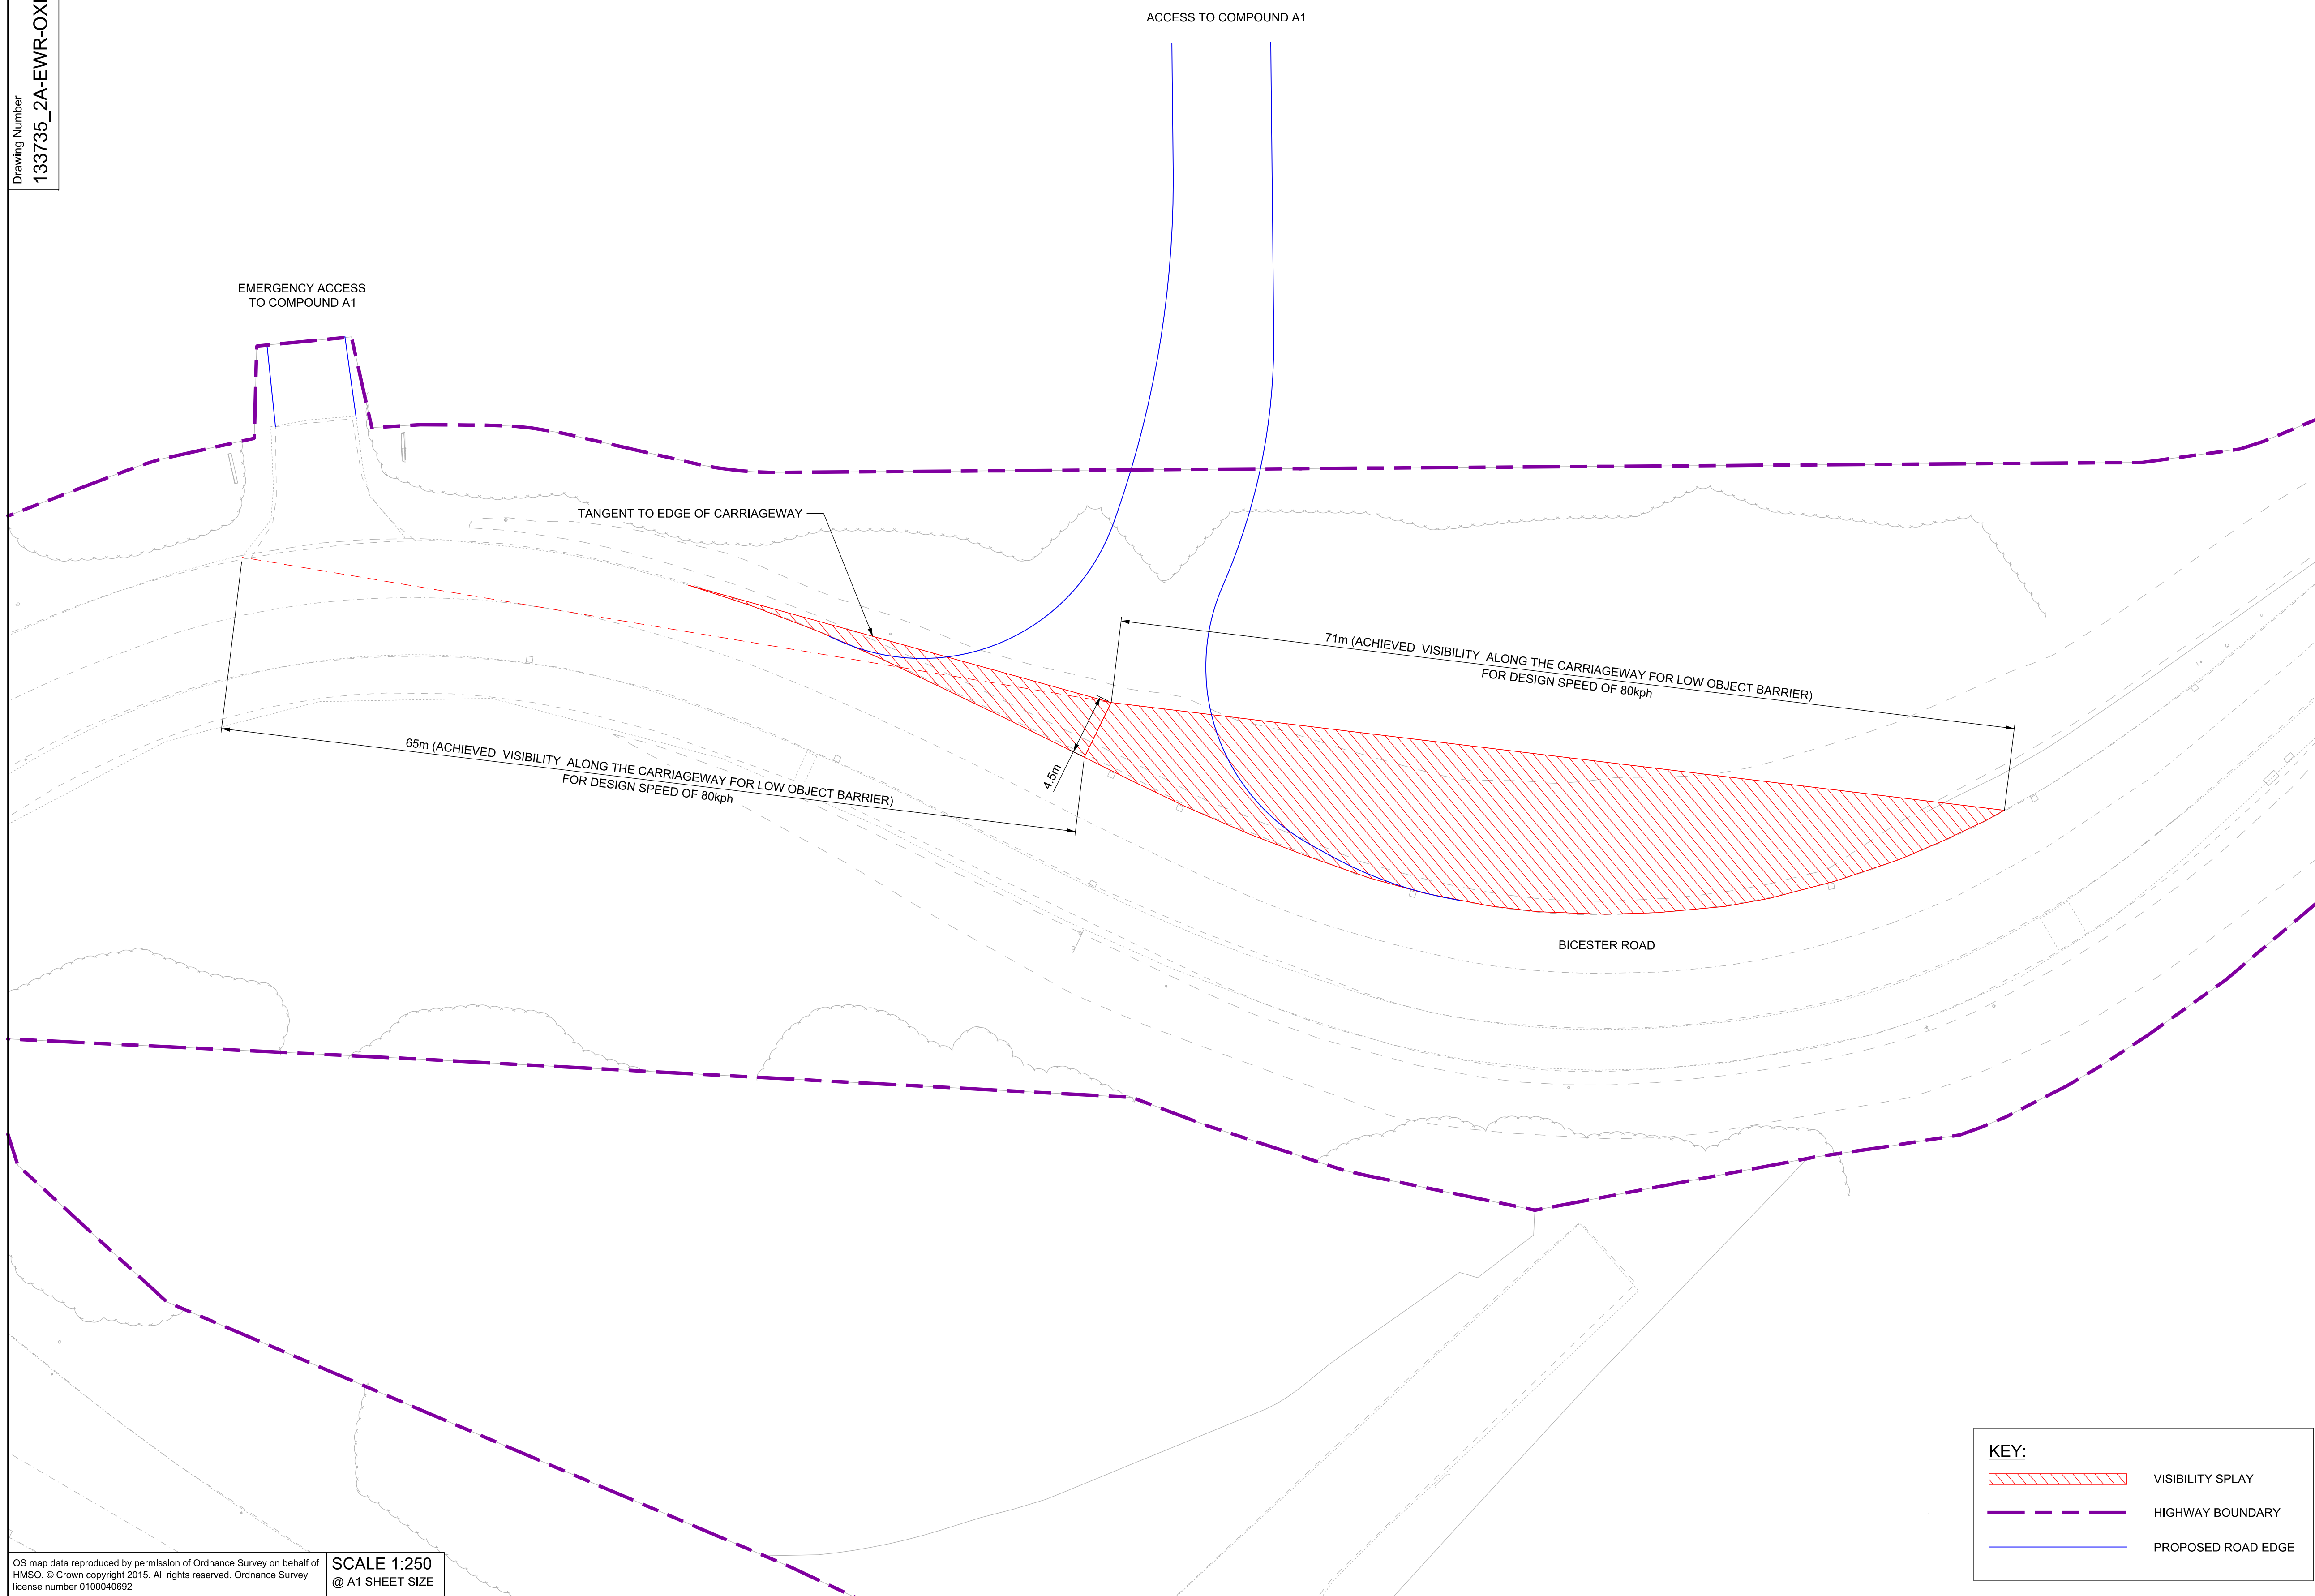 Drawing Number
133735_2A-EWR-OXD
ACCESS TO COMPOUND A1
EMERGENCY ACCESS
TO COMPOUND A1
TANGENT TO EDGE OF CARRIAGEWAY
71m (ACHIEVED VISIBILITY ALONG THE CARRIAGEWAY FOR LOW OBJECT BARRIER)
FOR DESIGN SPEED OF 80kph
65m (ACHIEVED VISIBILITY ALONG THE CARRIAGEWAY FOR LOW OBJECT BARRIER)
FOR DESIGN SPEED OF 80kph
4.5m
BICESTER ROAD
KEY:
VISIBILITY SPLAY
HIGHWAY BOUNDARY
PROPOSED ROAD EDGE
OS map data reproduced by permission of Ordnance Survey on behalf of
HMSO. © Crown copyright 2015. All rights reserved. Ordnance Survey
license number 0100040692
SCALE 1:250
@ A1 SHEET SIZE